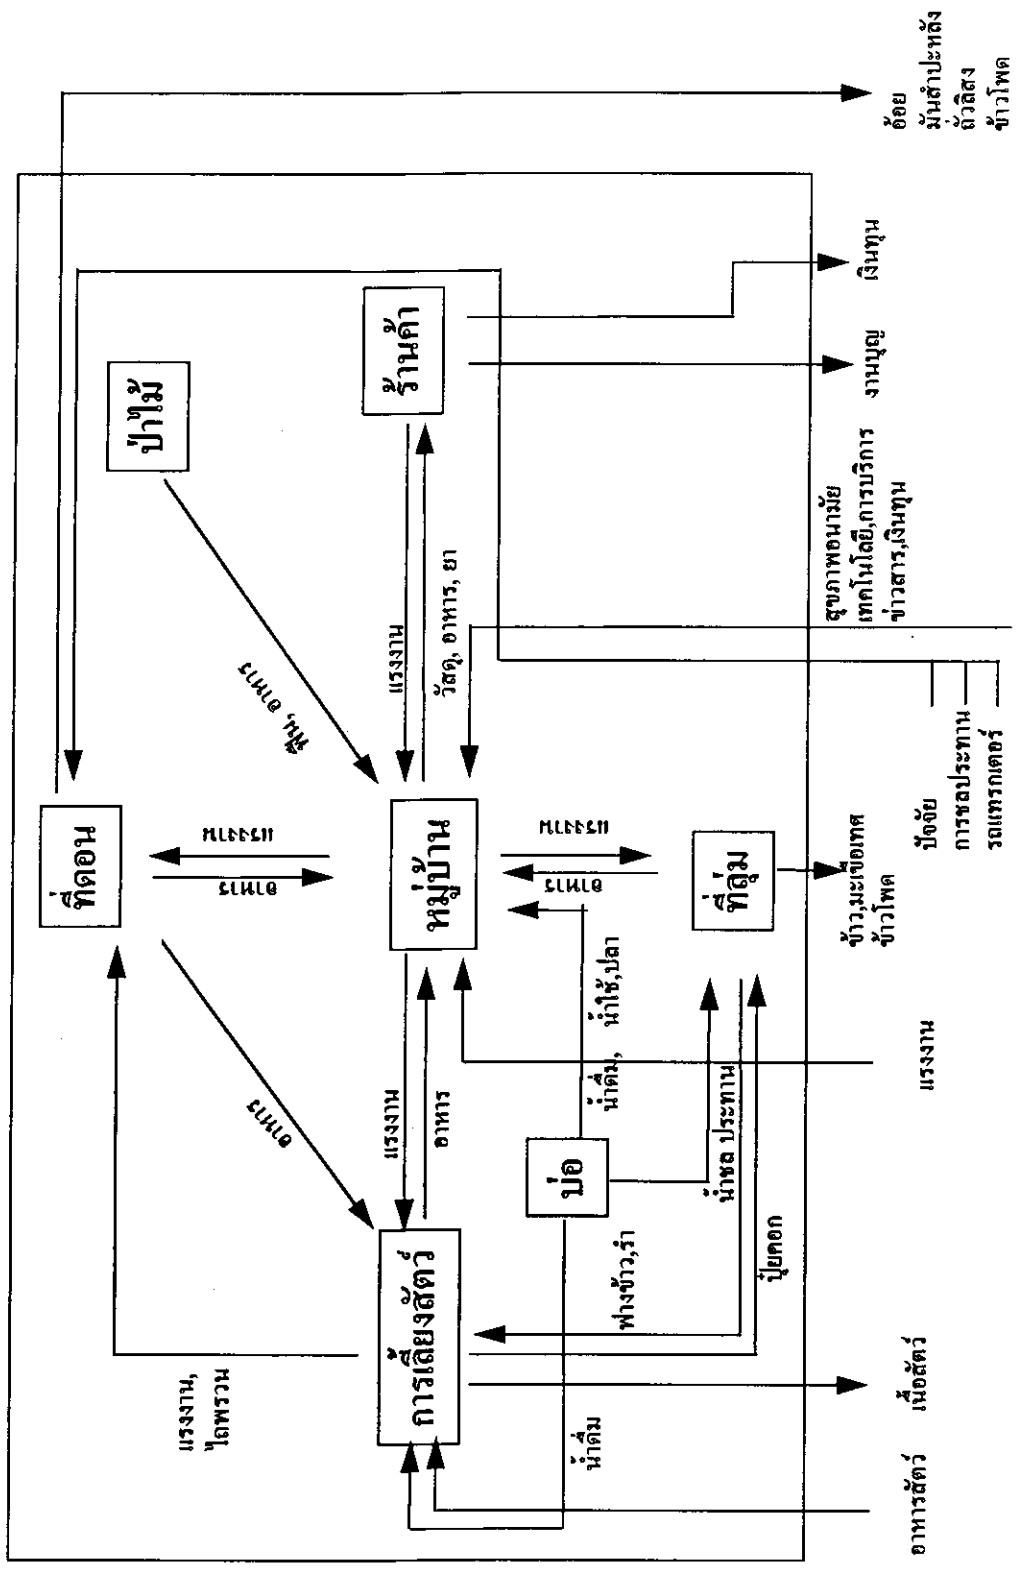 ที่ดอน
ป่าไม้
ร้านค้า
หมู่บ้าน
การเลี้ยงสัตว์
บ่อ
ที่ลุ่ม
แรงงาน,
ไถพรวน
อาหาร
อาหาร
แรงงาน
ฟืน, อาหาร
แรงงาน
อาหาร
แรงงาน
วัสดุ, อาหาร, ยา
อาหาร
แรงงาน
น้ำดื่ม
น้ำดื่ม, น้ำใช้,ปลา
น้ำชลประทาน
ฟางข้าว,รำ
ปุ๋ยคอก
อาหารสัตว์
เนื้อสัตว์
แรงงาน
ข้าว,มะเขือเทศ
ข้าวโพด
ปัจจัย
การชลประทาน
รถแทรกเตอร์
สุขภาพอนามัย
เทคโนโลยี,การบริการ
ข่าวสาร,เงินทุน
งานบุญ
เงินทุน
อ้อย
มันสำปะหลัง
ถั่วลิสง
ข้าวโพด